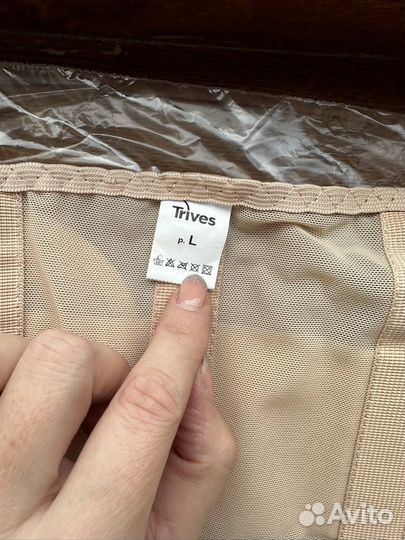 Trives
р. L
Avito